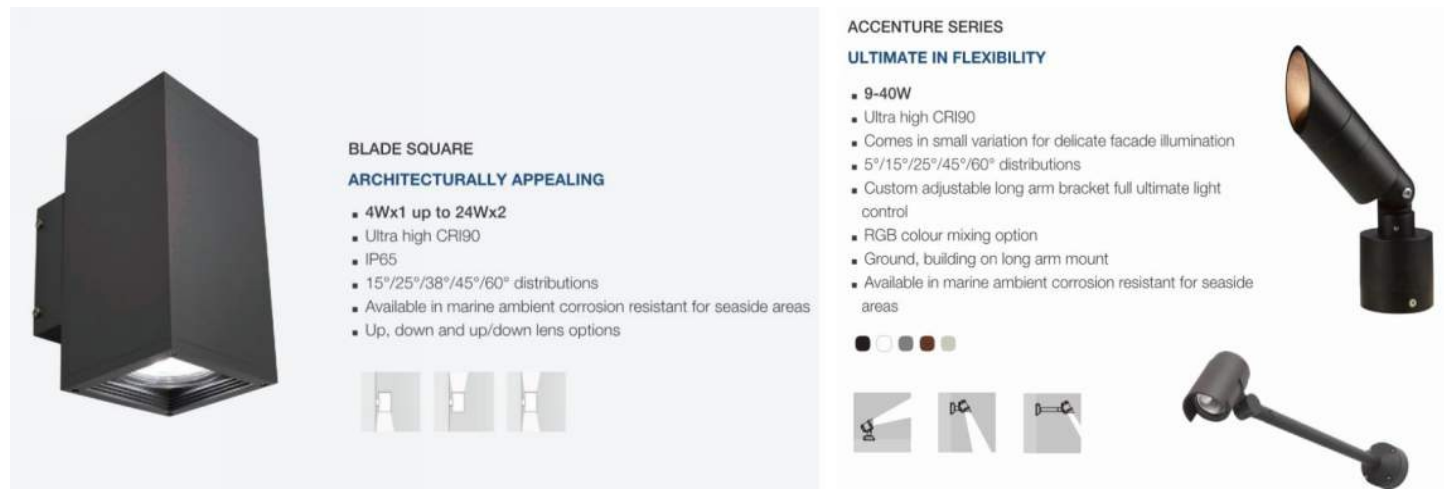 BLADE SQUARE
ARCHITECTURALLY APPEALING
▪ 4Wx1 up to 24Wx2
▪ Ultra high CRI90
▪ IP65
▪ 15°/25°/38°/45°/60° distributions
▪ Available in marine ambient corrosion resistant for seaside areas
▪ Up, down and up/down lens options
ACCENTURE SERIES
ULTIMATE IN FLEXIBILITY
▪ 9-40W
▪ Ultra high CRI90
▪ Comes in small variation for delicate facade illumination
▪ 5°/15°/25°/45°/60° distributions
▪ Custom adjustable long arm bracket full ultimate light
control
▪ RGB colour mixing option
▪ Ground, building on long arm mount
▪ Available in marine ambient corrosion resistant for seaside
areas